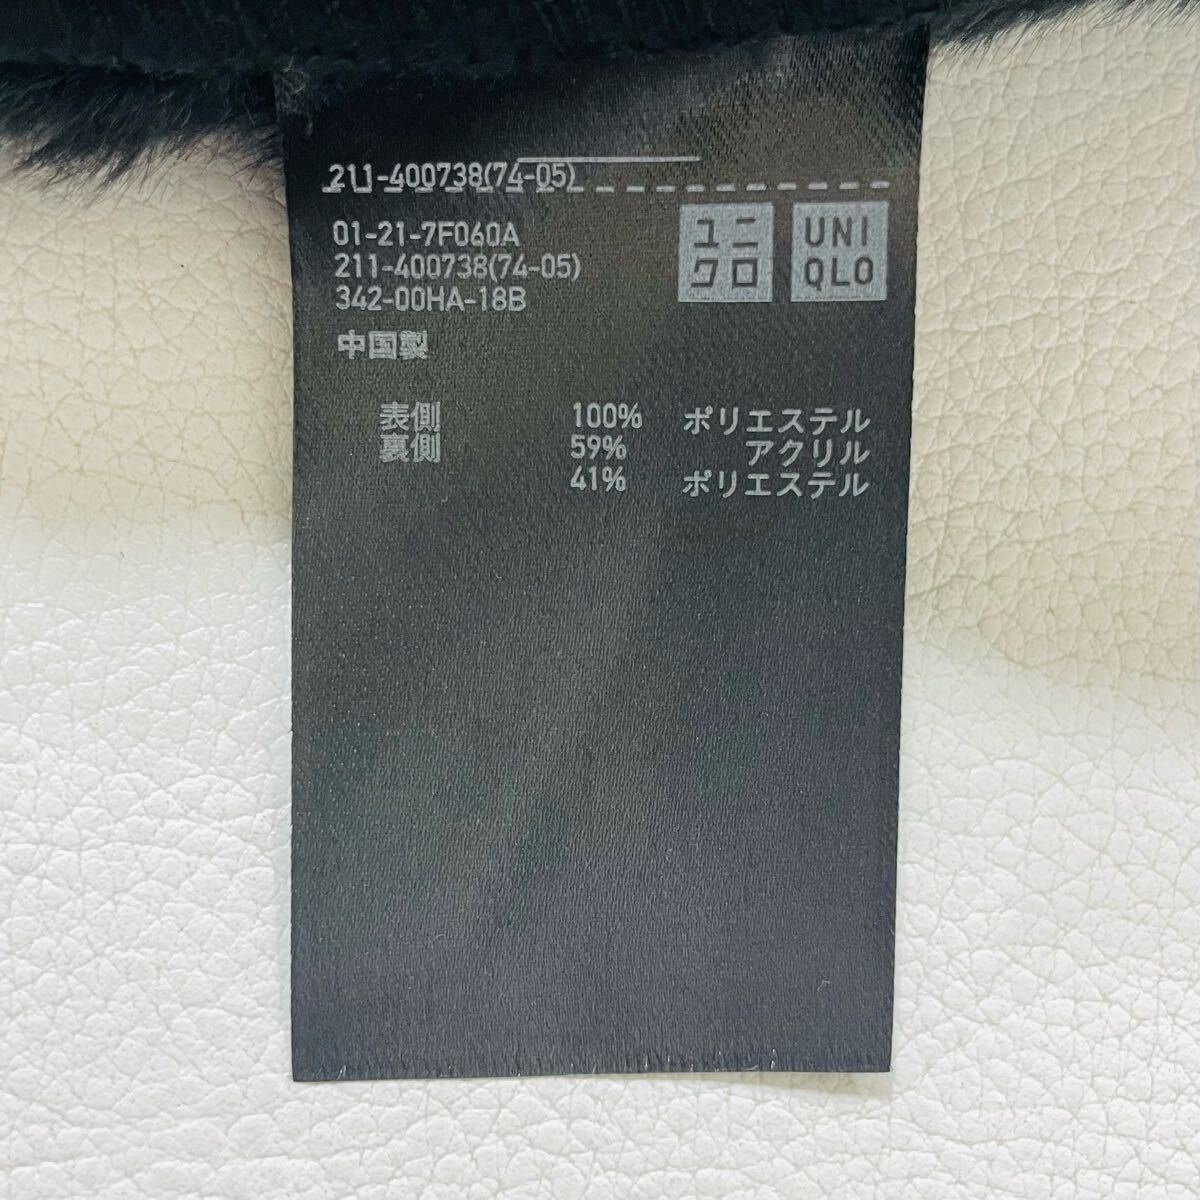 211-400738(74-05)
01-21-7F060A
211-400738(74-05)
342-00HA-18B
中国製
ユニ
クロ
UNI
QLO
表側 100% ポリエステル
裏側 59% アクリル
41% ポリエステル